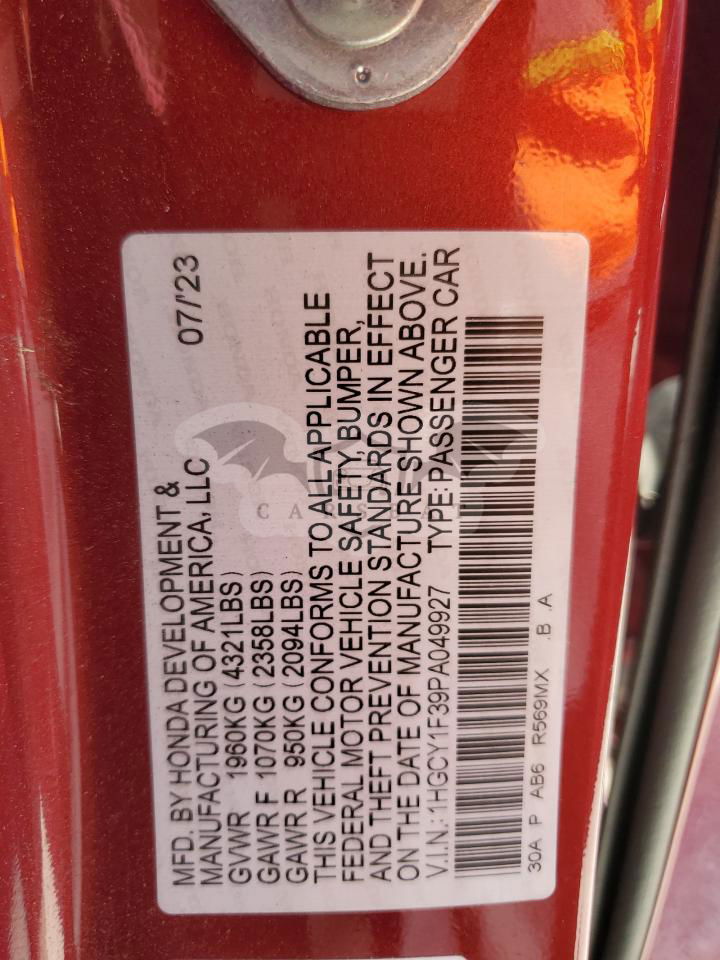 07/'23
MFD. BY HONDA DEVELOPMENT &
MANUFACTURING OF AMERICA, LLC
GVWR 1960KG (4321LBS)
GAWR F 1070KG (2358LBS)
GAWR R 950KG (2094LBS)
THIS VEHICLE CONFORMS TO ALL APPLICABLE
FEDERAL MOTOR VEHICLE SAFETY, BUMPER,
AND THEFT PREVENTION STANDARDS IN EFFECT
ON THE DATE OF MANUFACTURE SHOWN ABOVE.
V.I.N.: 1HGCY1F39PA049927 TYPE: PASSENGER CAR
30A P AB6 R569MX .B .A